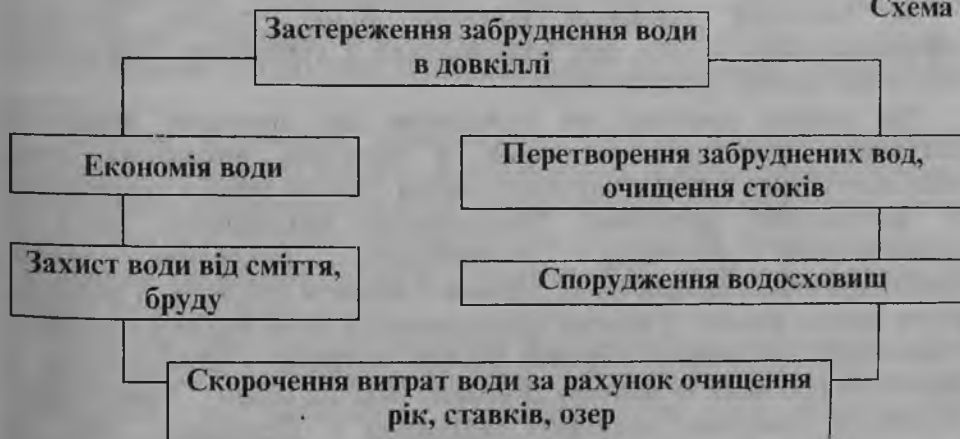 Схема
Застереження забруднення води
в довкіллі
Економія води
Перетворення забруднених вод,
очищення стоків
Захист води від сміття,
бруду
Спорудження водосховищ
Скорочення витрат води за рахунок очищення
рік, ставків, озер